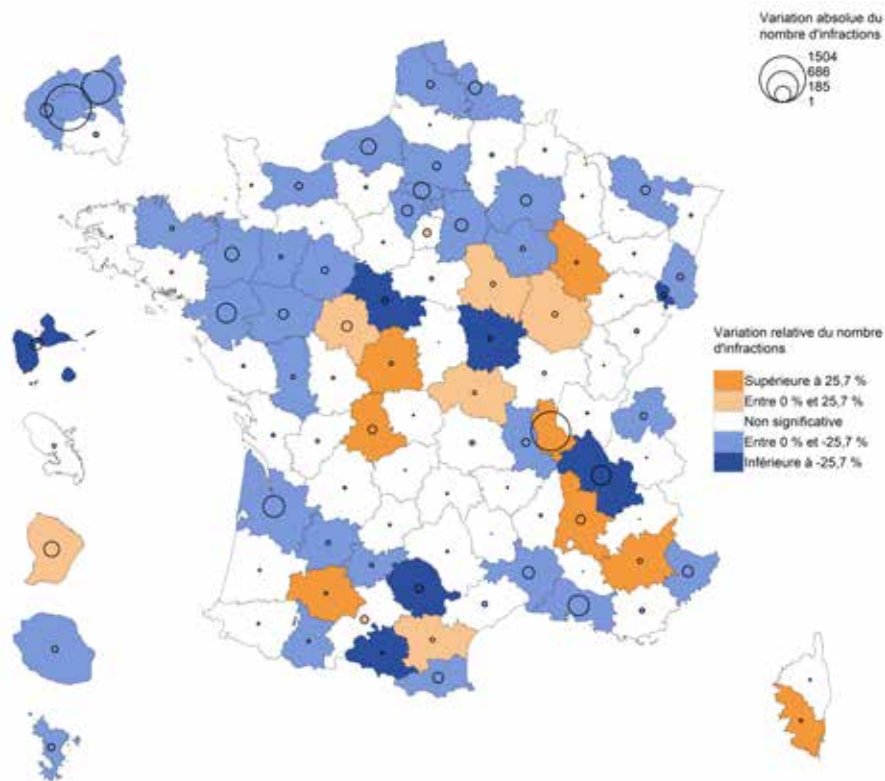 Variation absolue du
nombre d'infractions
1504
686
185
1
Variation relative du nombre
d'infractions
Supérieure à 25,7 %
Entre 0 % et 25,7 %
Non significative
Entre 0 % et -25,7 %
Inférieure à -25,7 %